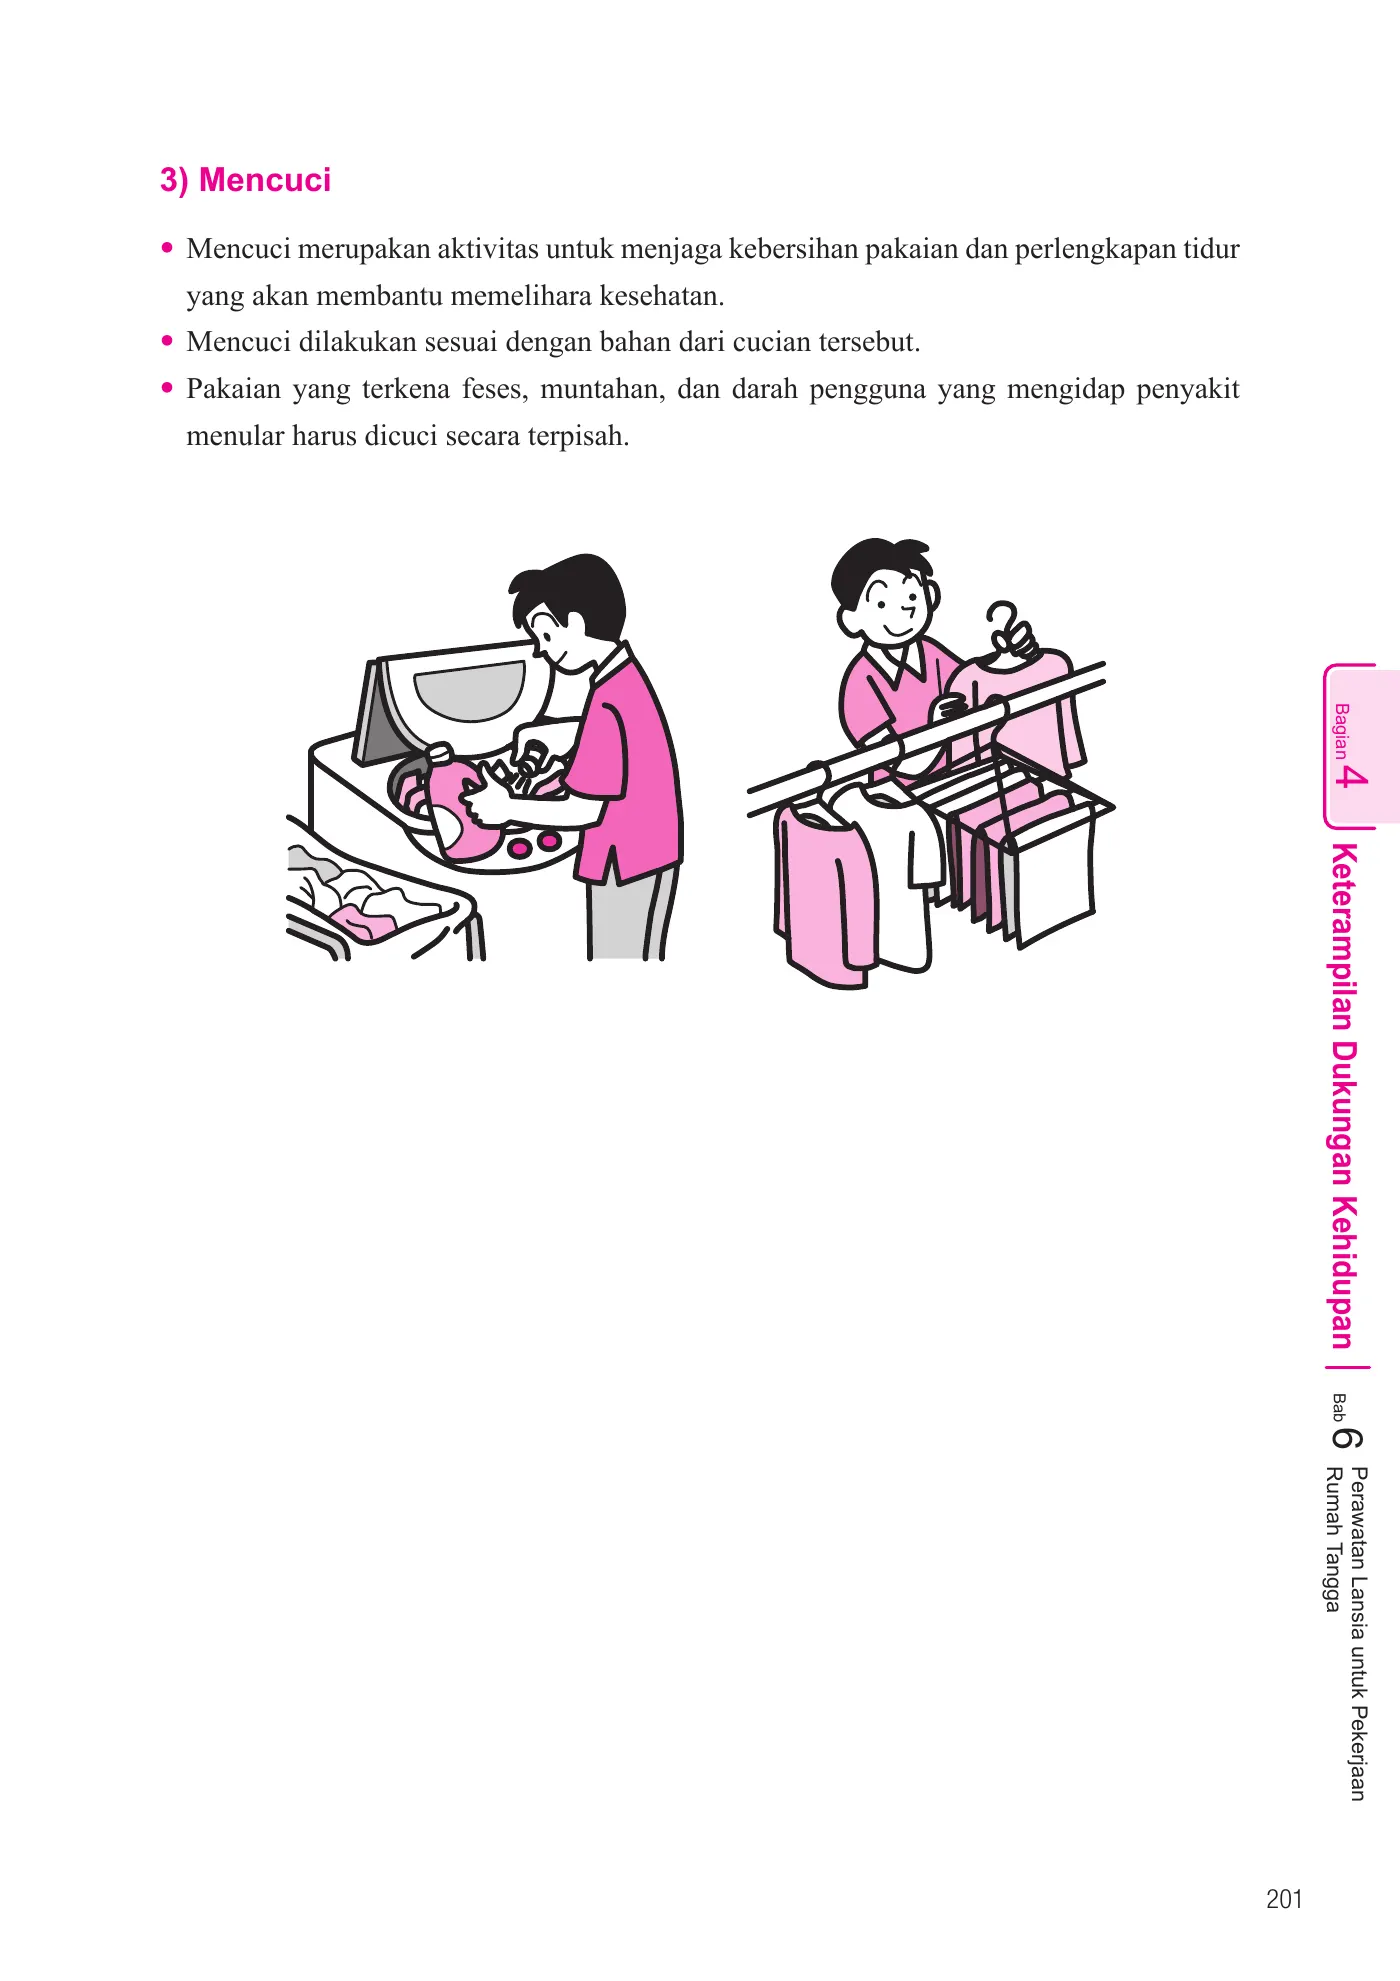 3) Mencuci
• Mencuci merupakan aktivitas untuk menjaga kebersihan pakaian dan perlengkapan tidur
yang akan membantu memelihara kesehatan.
• Mencuci dilakukan sesuai dengan bahan dari cucian tersebut.
• Pakaian yang terkena feses, muntahan, dan darah pengguna yang mengidap penyakit
menular harus dicuci secara terpisah.
Bagian 4
Keterampilan Dukungan Kehidupan
Bab 6
Perawatan Lansia untuk Pekerjaan
Rumah Tangga
201